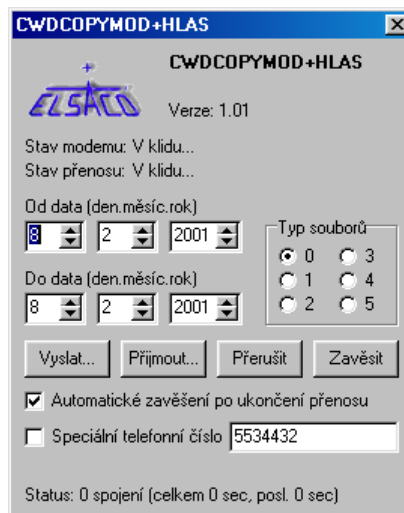 CWDCOPYMOD+HLAS
CWDCOPYMOD+HLAS
ELSACO
Verze: 1.01
Stav modemu: V klidu...
Stav přenosu: V klidu...
Od data (den.měsíc.rok)
8 2 2001
Typ souborů
0 3
1 4
2 5
Do data (den.měsíc.rok)
8 2 2001
Vyslat... Přijmout... Přerušit Zavěsit
Automatické zavěšení po ukončení přenosu
Speciální telefonní číslo 5534432
Status: 0 spojení (celkem 0 sec, posl. 0 sec)